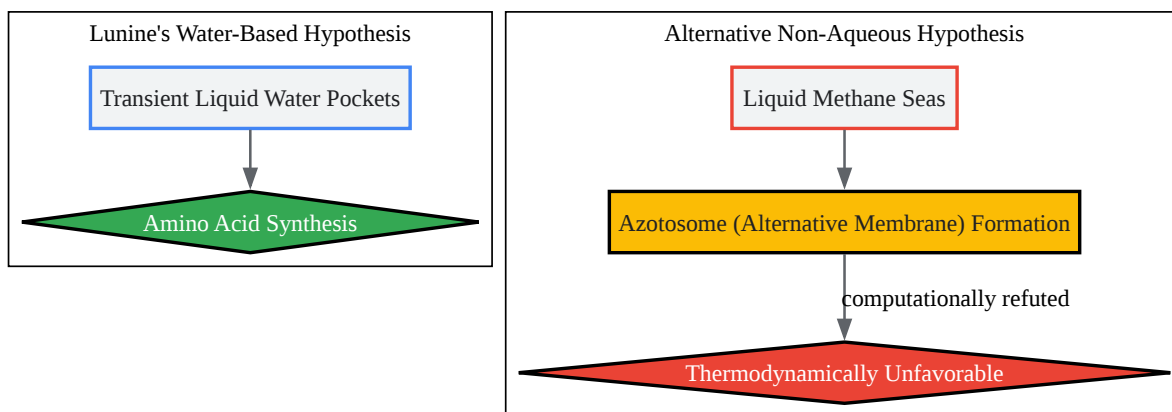 Lunine's Water-Based Hypothesis
Transient Liquid Water Pockets
Amino Acid Synthesis
Alternative Non-Aqueous Hypothesis
Liquid Methane Seas
Azotosome (Alternative Membrane) Formation
computationally refuted
Thermodynamically Unfavorable